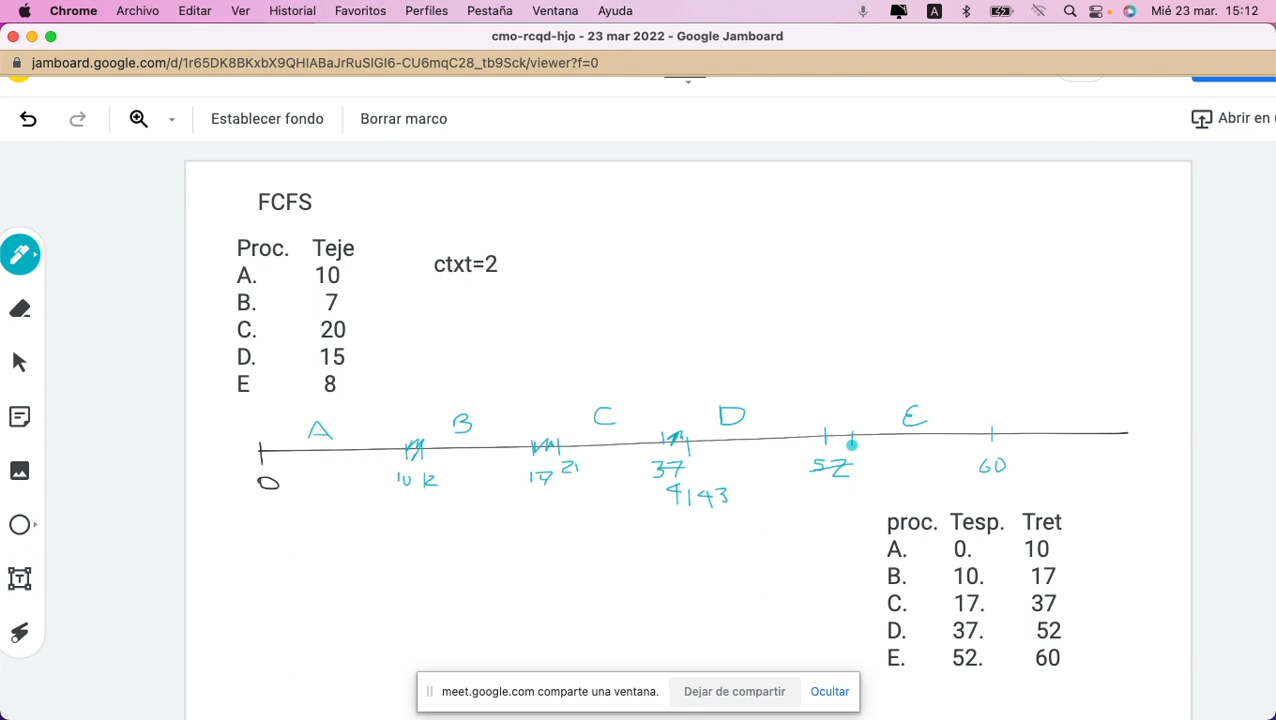 Chrome Archivo Editar Ver Historial Favoritos Perfiles Pestaña Ventana Ayuda A Mié 23 mar. 15:12
cmo-rcqd-hjo - 23 mar 2022 - Google Jamboard
jamboard.google.com/d/1r65DK8BKxbX9QHIABaJrRuSlGl6-CU6mqC28_tb9Sck/viewer?f=0
Establecer fondo Borrar marco Abrir en
FCFS
Proc. Teje
A. 10
ctxt=2
B. 7
C. 20
D. 15
E 8
A B C D E
0 10 12 21 37 52 60
41 43
proc. Tesp. Tret
A. 0. 10
B. 10. 17
C. 17. 37
D. 37. 52
E. 52. 60
meet.google.com comparte una ventana. Dejar de compartir Ocultar